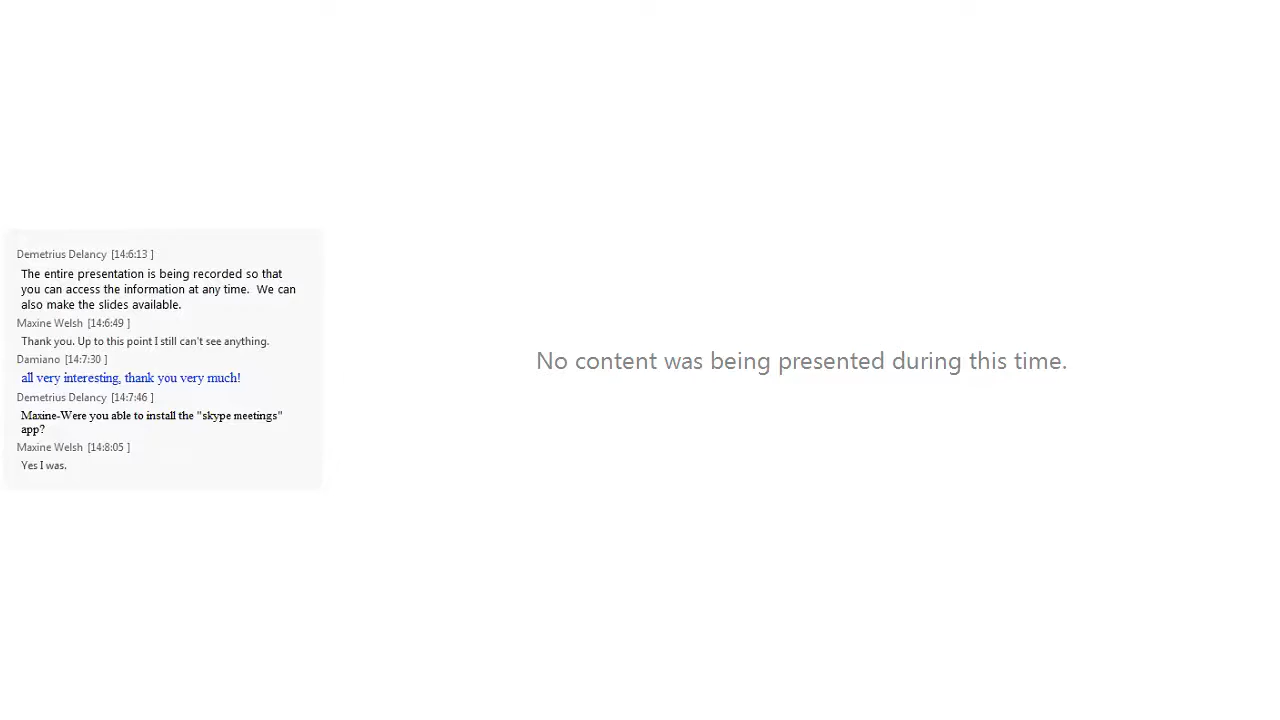 Demetrius Delancy [14:6:13 ]
The entire presentation is being recorded so that
you can access the information at any time.  We can
also make the slides available.
Maxine Welsh [14:6:49 ]
Thank you. Up to this point I still can't see anything.
Damiano [14:7:30 ]
all very interesting, thank you very much!
Demetrius Delancy [14:7:46 ]
Maxine-Were you able to install the "skype meetings"
app?
Maxine Welsh [14:8:05 ]
Yes I was.
No content was being presented during this time.